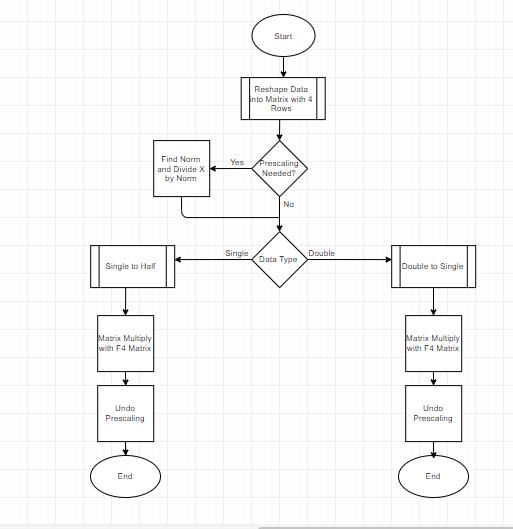 Start
Reshape Data
into Matrix with 4
Rows
Find Norm
and Divide X
by Norm
Yes
Prescaling
Needed?
No
Single
Data Type
Double
Single to Half
Double to Single
Matrix Multiply
with F4 Matrix
Matrix Multiply
with F4 Matrix
Undo
Prescaling
Undo
Prescaling
End
End